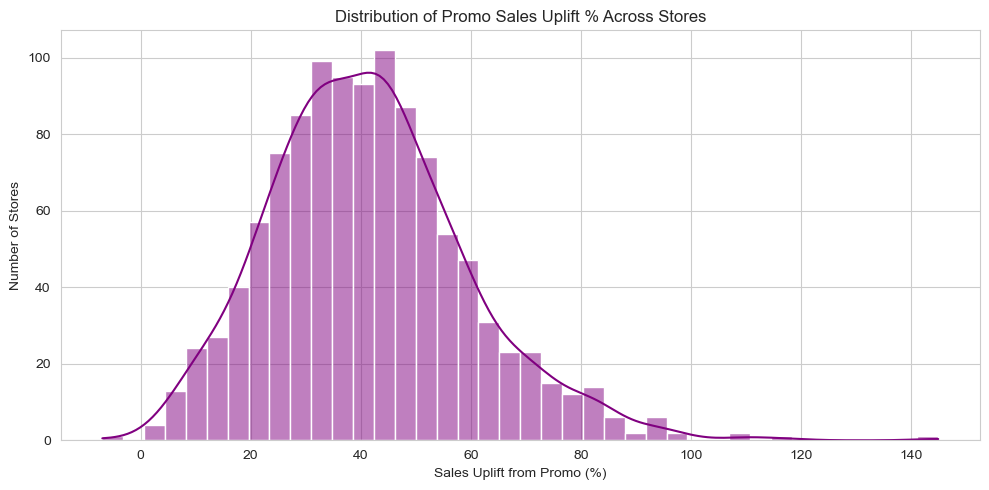 Distribution of Promo Sales Uplift % Across Stores
100
80
60
40
20
0
Number of Stores
0 20 40 60 80 100 120 140
Sales Uplift from Promo (%)